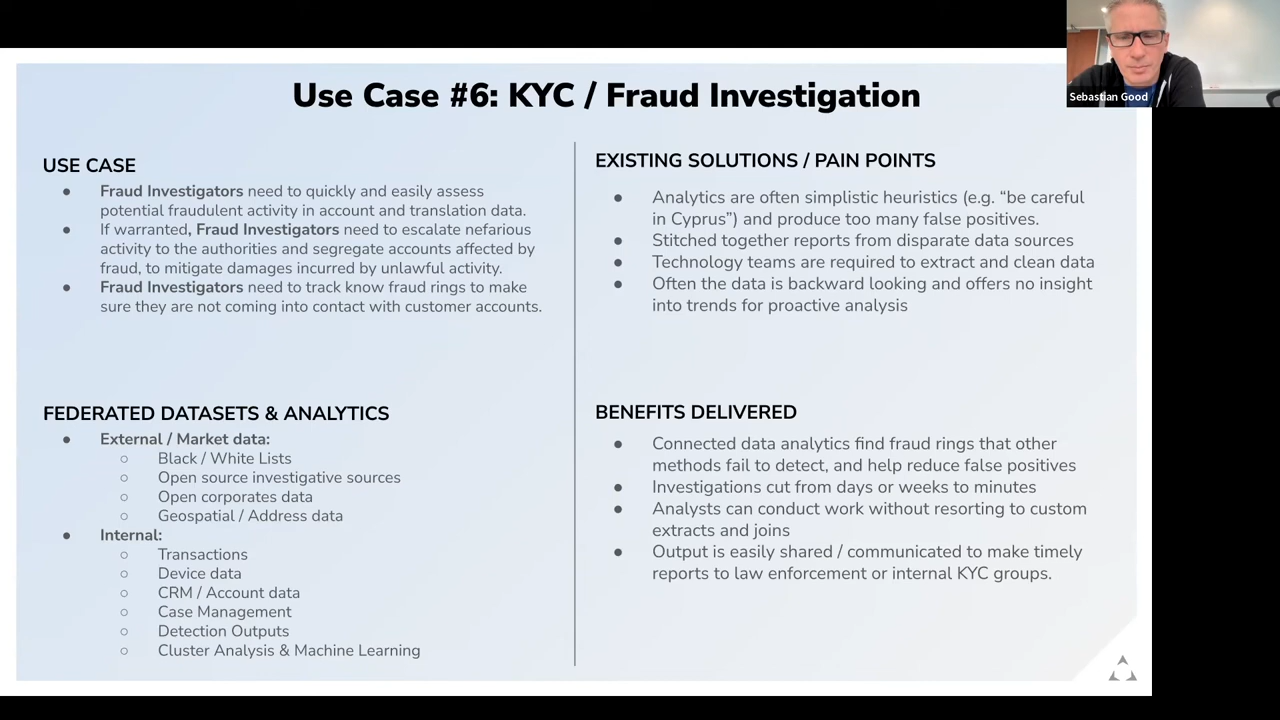 Use Case #6: KYC / Fraud Investigation
Sebastian Good
USE CASE
● Fraud Investigators need to quickly and easily assess
potential fraudulent activity in account and translation data.
● If warranted, Fraud Investigators need to escalate nefarious
activity to the authorities and segregate accounts affected by
fraud, to mitigate damages incurred by unlawful activity.
● Fraud Investigators need to track know fraud rings to make
sure they are not coming into contact with customer accounts.
EXISTING SOLUTIONS / PAIN POINTS
● Analytics are often simplistic heuristics (e.g. “be careful
in Cyprus”) and produce too many false positives.
● Stitched together reports from disparate data sources
● Technology teams are required to extract and clean data
● Often the data is backward looking and offers no insight
into trends for proactive analysis
FEDERATED DATASETS & ANALYTICS
● External / Market data:
○ Black / White Lists
○ Open source investigative sources
○ Open corporates data
○ Geospatial / Address data
● Internal:
○ Transactions
○ Device data
○ CRM / Account data
○ Case Management
○ Detection Outputs
○ Cluster Analysis & Machine Learning
BENEFITS DELIVERED
● Connected data analytics find fraud rings that other
methods fail to detect, and help reduce false positives
● Investigations cut from days or weeks to minutes
● Analysts can conduct work without resorting to custom
extracts and joins
● Output is easily shared / communicated to make timely
reports to law enforcement or internal KYC groups.